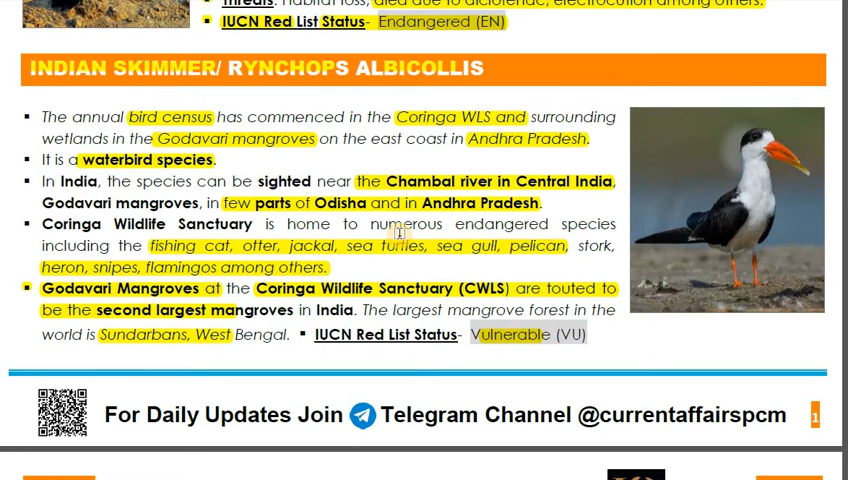 Threats: Habitat loss, died due to diclofenac, electrocution among others.
▪ IUCN Red List Status- Endangered (EN)
INDIAN SKIMMER/ RYNCHOPS ALBICOLLIS
▪ The annual bird census has commenced in the Coringa WLS and surrounding
wetlands in the Godavari mangroves on the east coast in Andhra Pradesh.
▪ It is a waterbird species.
▪ In India, the species can be sighted near the Chambal river in Central India,
Godavari mangroves, in few parts of Odisha and in Andhra Pradesh.
▪ Coringa Wildlife Sanctuary is home to numerous endangered species
including the fishing cat, otter, jackal, sea turtles, sea gull, pelican, stork,
heron, snipes, flamingos among others.
▪ Godavari Mangroves at the Coringa Wildlife Sanctuary (CWLS) are touted to
be the second largest mangroves in India. The largest mangrove forest in the
world is Sundarbans, West Bengal. ▪ IUCN Red List Status- Vulnerable (VU)
For Daily Updates Join Telegram Channel @currentaffairspcm
1